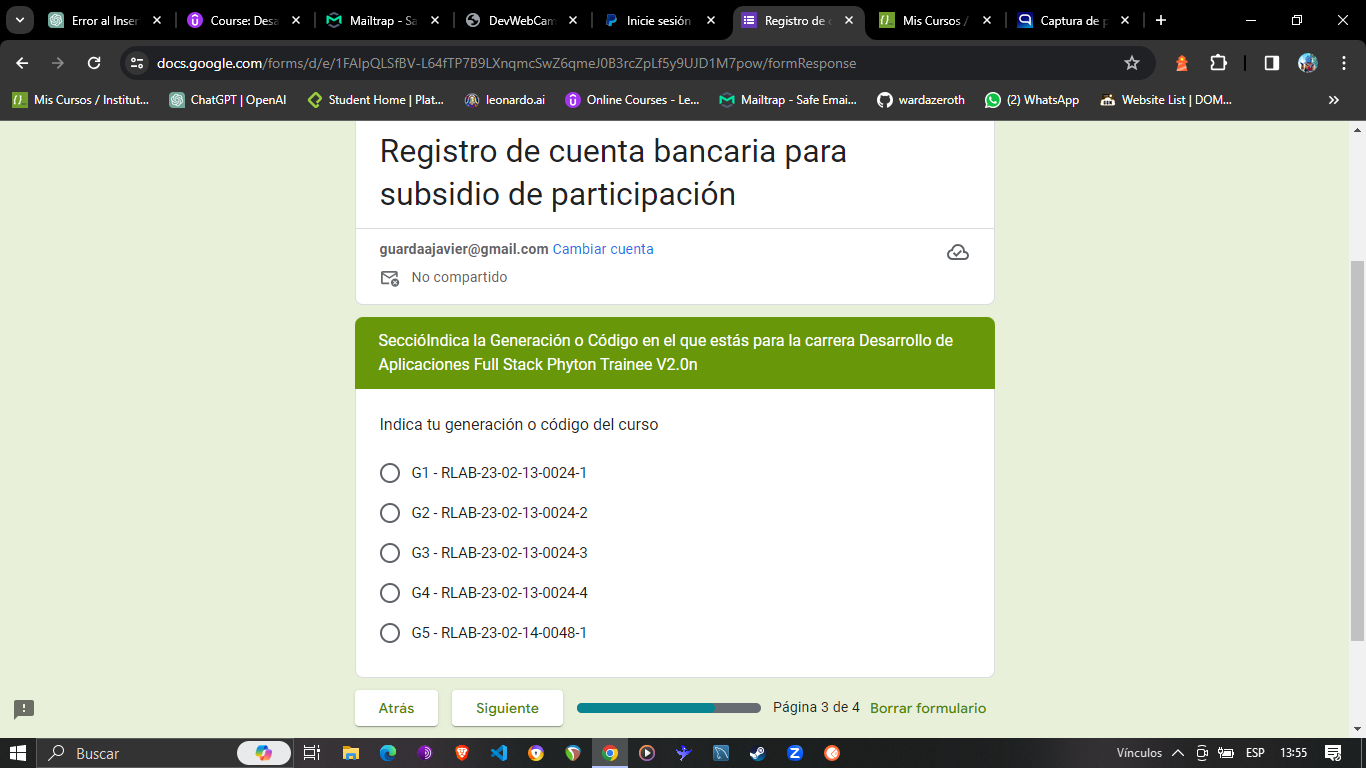 Error al Inser
Course: Desa
Mailtrap - Sa
DevWebCam
Inicie sesión
Registro de c
Mis Cursos /
Captura de p
docs.google.com/forms/d/e/1FAIpQLSfBV-L64fTP7B9LXnqmcSwZ6qmeJ0B3rcZpLf5y9UJD1M7pow/formResponse
Mis Cursos / Institut...
ChatGPT | OpenAI
Student Home | Plat...
leonardo.ai
Online Courses - Le...
Mailtrap - Safe Emai...
wardazeroth
(2) WhatsApp
Website List | DOM...
Registro de cuenta bancaria para
subsidio de participación
guardaajavier@gmail.com Cambiar cuenta
No compartido
SeccióIndica la Generación o Código en el que estás para la carrera Desarrollo de
Aplicaciones Full Stack Phyton Trainee V2.0n
Indica tu generación o código del curso
G1 - RLAB-23-02-13-0024-1
G2 - RLAB-23-02-13-0024-2
G3 - RLAB-23-02-13-0024-3
G4 - RLAB-23-02-13-0024-4
G5 - RLAB-23-02-14-0048-1
Atrás
Siguiente
Página 3 de 4
Borrar formulario
Buscar
Vínculos
ESP
13:55